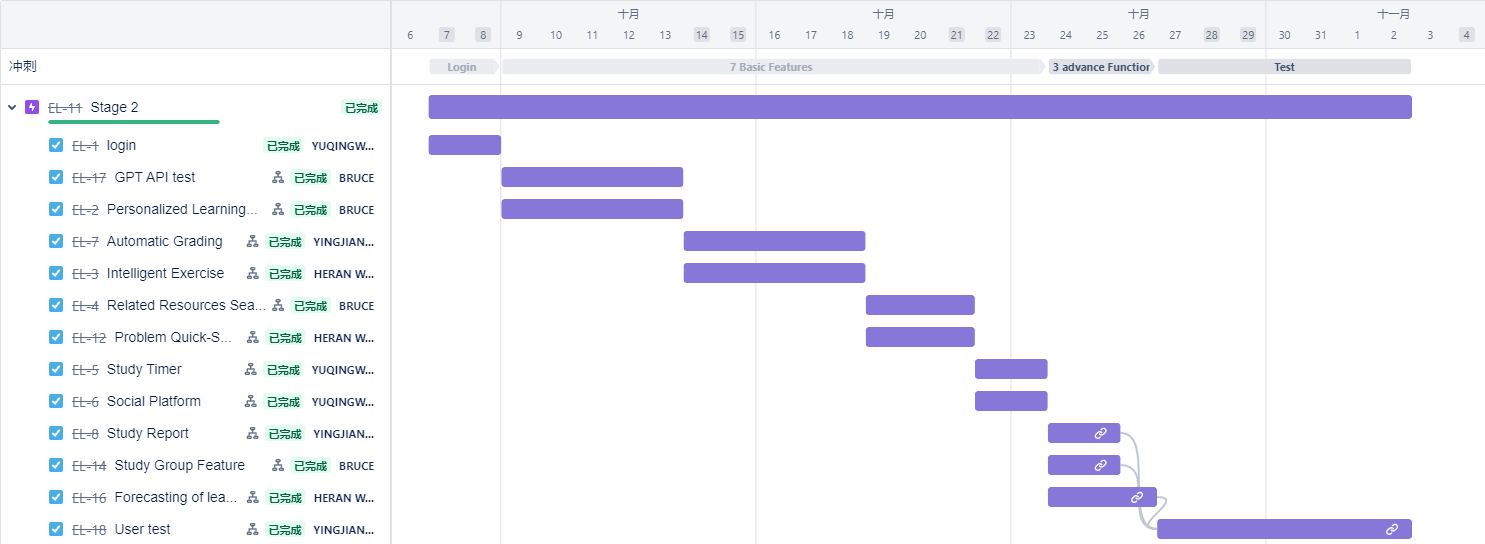 十月 十月 十月 十一月
6 7 8 9 10 11 12 13 14 15 16 17 18 19 20 21 22 23 24 25 26 27 28 29 30 31 1 2 3 4
冲刺 Login 7 Basic Features 3 advance Function Test
EL-11 Stage 2 已完成
EL-1 login 已完成 YUQINGW...
EL-17 GPT API test 已完成 BRUCE
EL-2 Personalized Learning... 已完成 BRUCE
EL-7 Automatic Grading 已完成 YINGJIAN...
EL-3 Intelligent Exercise 已完成 HERAN W...
EL-4 Related Resources Sea... 已完成 BRUCE
EL-12 Problem Quick-S... 已完成 HERAN W...
EL-5 Study Timer 已完成 YUQINGW...
EL-6 Social Platform 已完成 YUQINGW...
EL-8 Study Report 已完成 YINGJIAN...
EL-14 Study Group Feature 已完成 BRUCE
EL-16 Forecasting of lea... 已完成 HERAN W...
EL-18 User test 已完成 YINGJIAN...